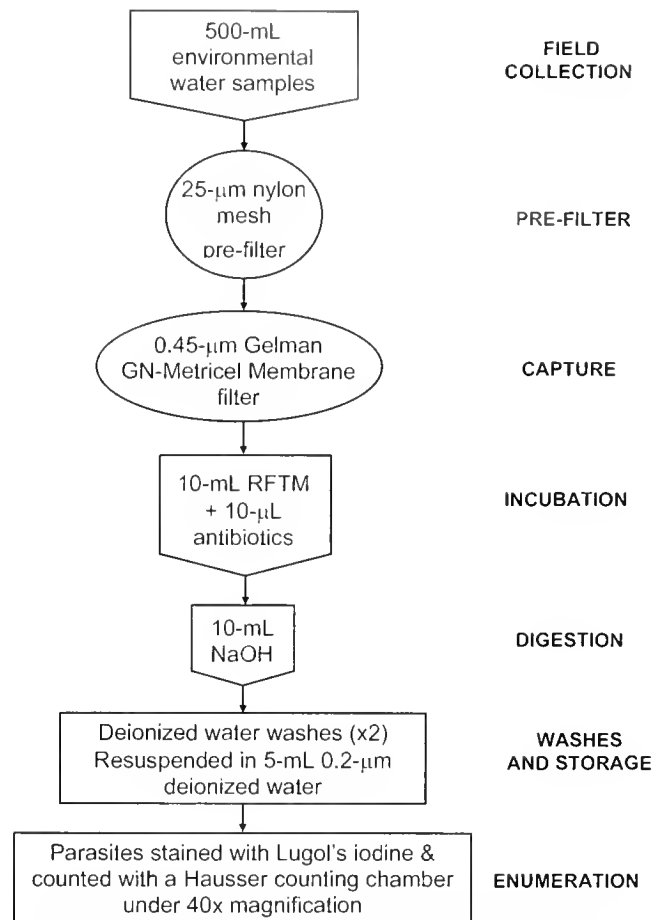 500-mL
environmental
water samples
FIELD
COLLECTION
25-μm nylon
mesh
pre-filter
PRE-FILTER
0.45-μm Gelman
GN-Metricel Membrane
filter
CAPTURE
10-mL RFTM
+ 10-μL
antibiotics
INCUBATION
10-mL
NaOH
DIGESTION
Deionized water washes (x2)
Resuspended in 5-mL 0.2-μm
deionized water
WASHES
AND STORAGE
Parasites stained with Lugol's iodine &
counted with a Hausser counting chamber
under 40x magnification
ENUMERATION